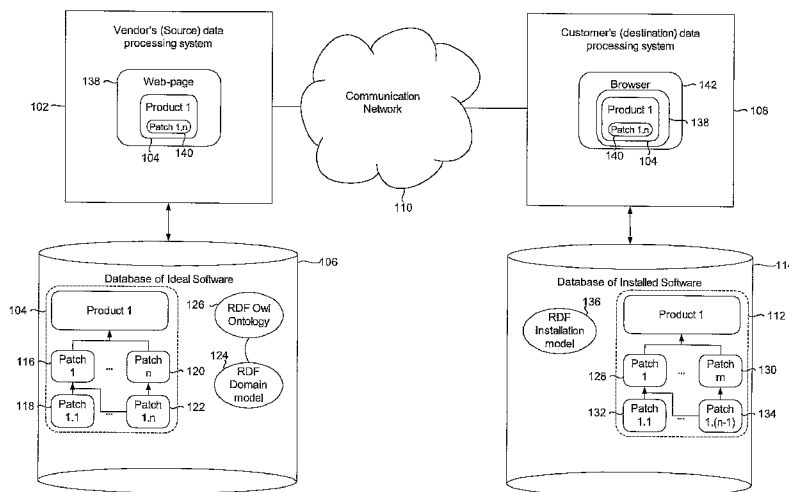 Vendor's (Source) data
processing system
138
Web-page
Product 1
Patch 1.n
102
104
140
Communication
Network
110
Customer's (destination) data
processing system
Browser
142
Product 1
Patch 1.n
138
108
140
104
106
Database of Ideal Software
104
Product 1
126
RDF Owl
Ontology
116
Patch
1
...
Patch
n
120
124
RDF
Domain
model
118
Patch
1.1
...
Patch
1.n
122
114
Database of Installed Software
136
RDF
Installation
model
Product 1
112
128
Patch
1
...
Patch
m
130
132
Patch
1.1
...
Patch
1.(n-1)
134